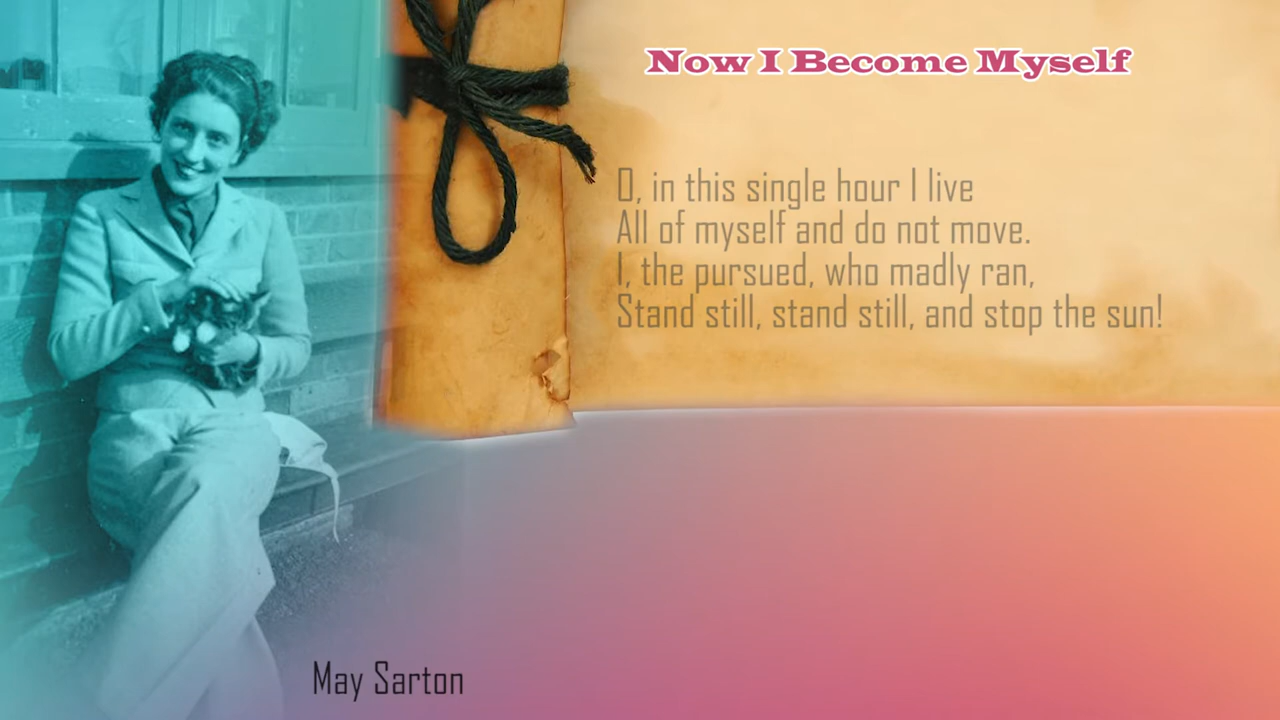 Now I Become Myself
O, in this single hour I live
All of myself and do not move.
I, the pursued, who madly ran,
Stand still, stand still, and stop the sun!
May Sarton